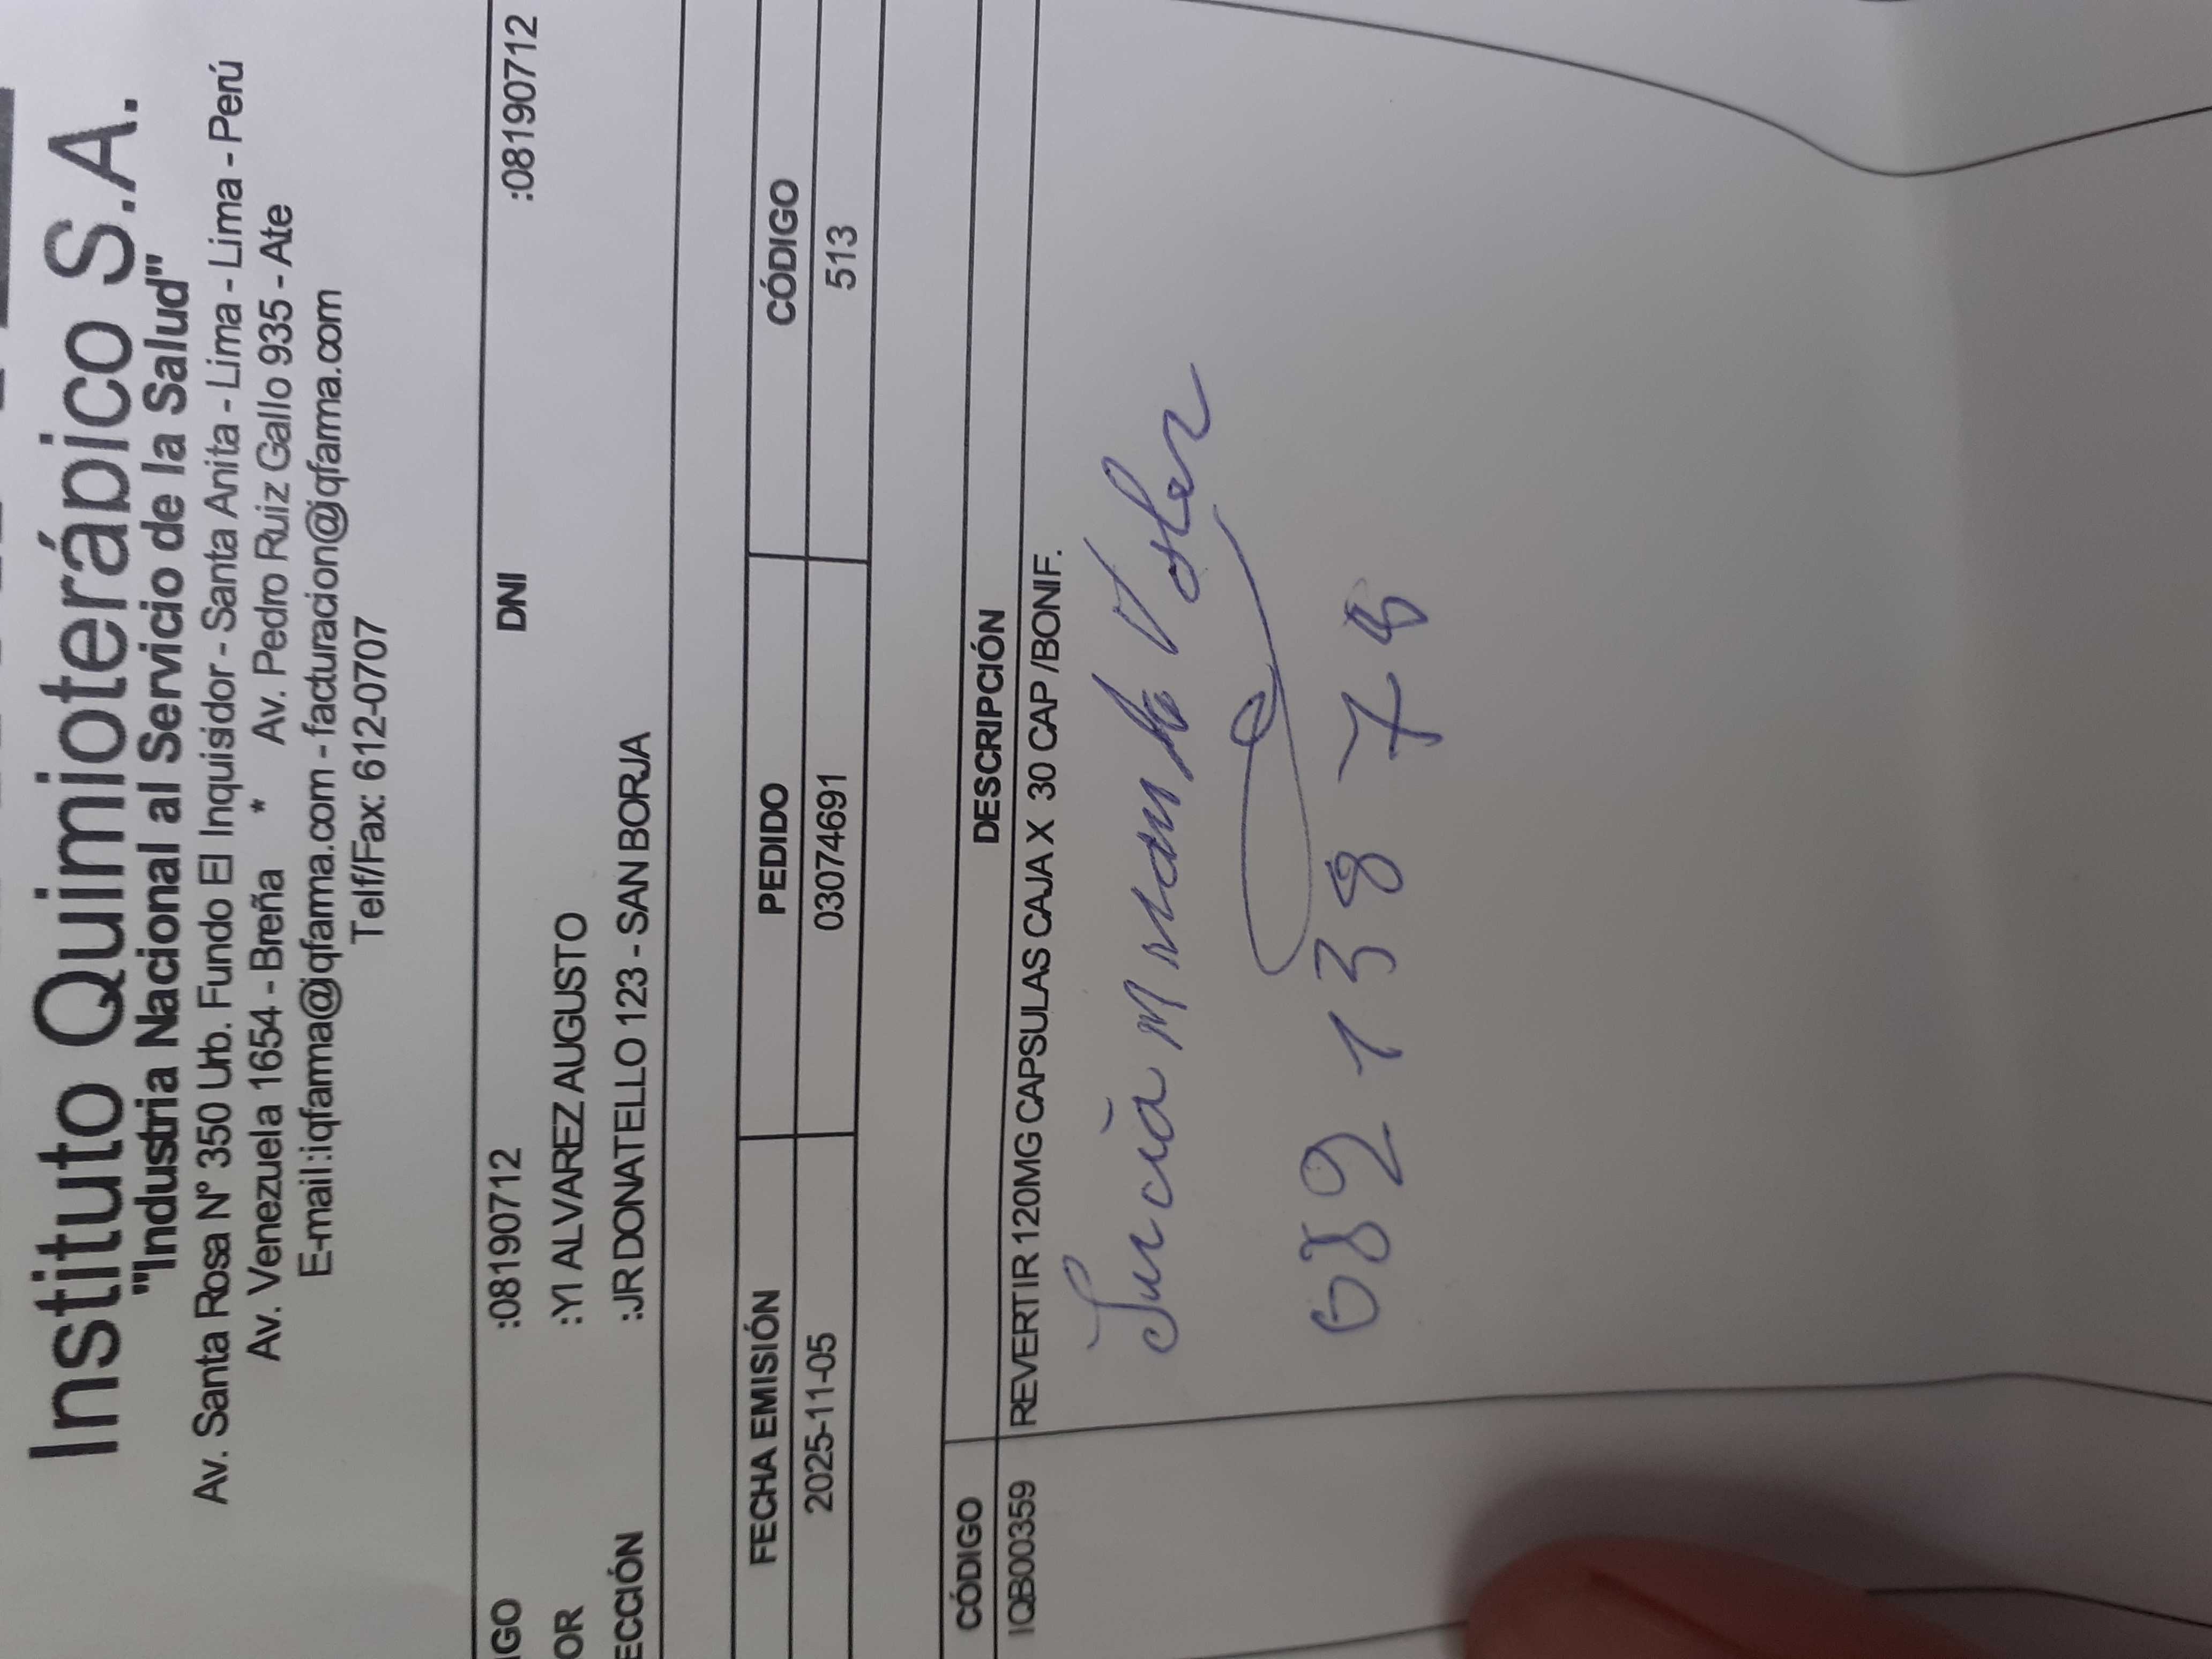 Instituto Quimioterápico S.A.
"Industria Nacional al Servicio de la Salud"
Av. Santa Rosa N° 350 Urb. Fundo El Inquisidor - Santa Anita - Lima - Lima - Perú
Av. Venezuela 1654 - Breña * Av. Pedro Ruiz Gallo 935 - Ate
E-mail:iqfarma@iqfarma.com - facturacion@iqfarma.com
Telf/Fax: 612-0707
IGO :08190712 DNI :08190712
OR :YI ALVAREZ AUGUSTO
ECCIÓN :JR DONATELLO 123 - SAN BORJA
FECHA EMISIÓN PEDIDO CÓDIGO
2025-11-05 03074691 513
CÓDIGO DESCRIPCIÓN
IQB00359 REVERTIR 120MG CAPSULAS CAJA X 30 CAP /BONIF.
Lucia